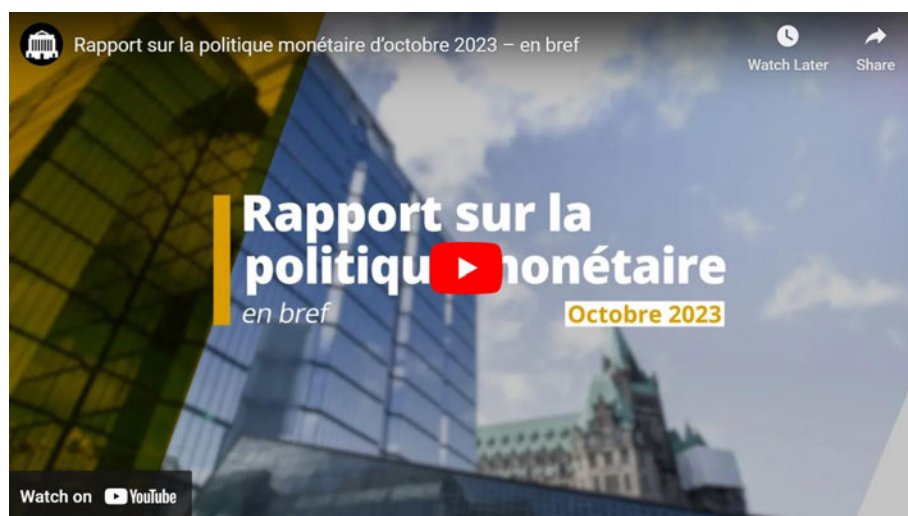 Rapport sur la politique monétaire d'octobre 2023 – en bref
Watch Later
Share
Rapport sur la
politiqu onétaire
en bref
Octobre 2023
Watch on YouTube